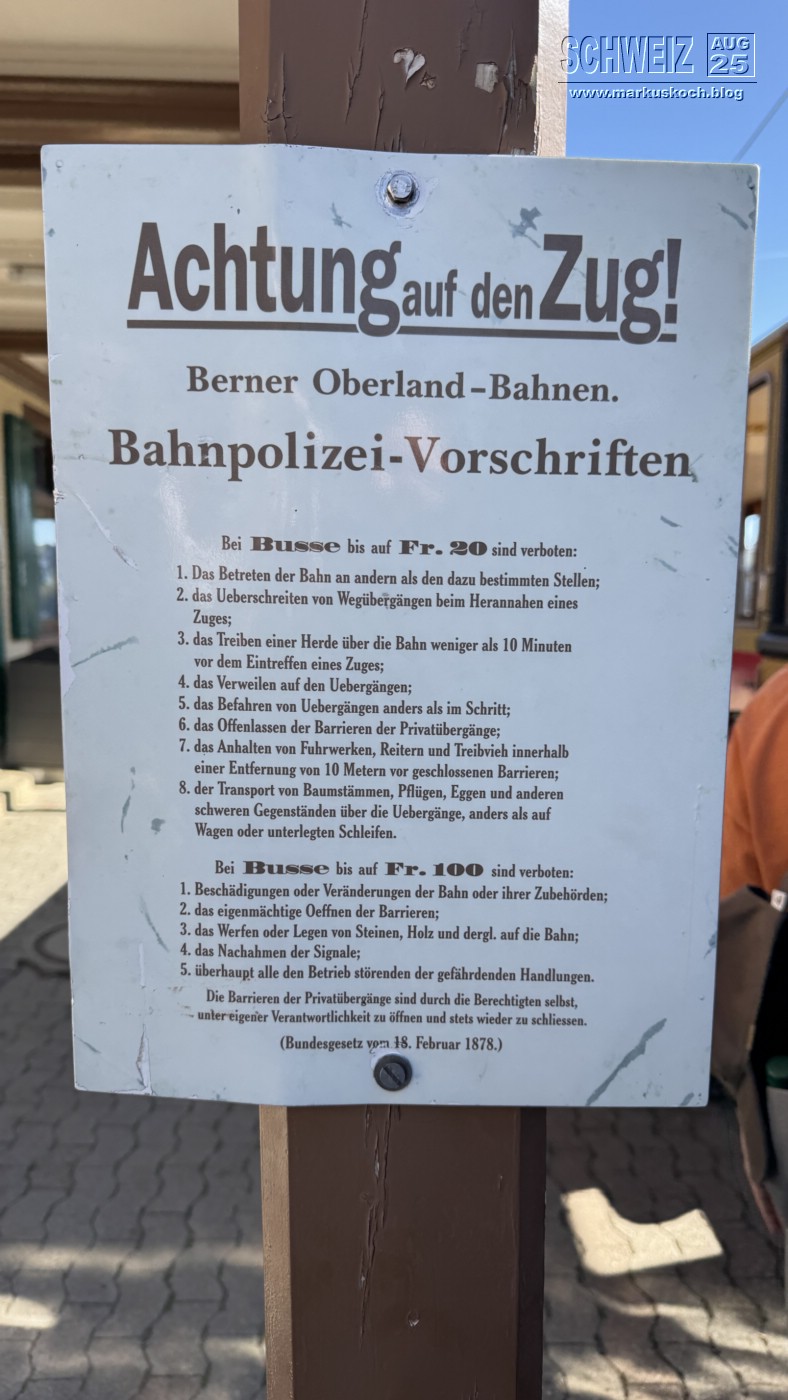 SCHWEIZ AUG 25
www.markuskoch.blog
Achtung auf den Zug!
Berner Oberland-Bahnen.
Bahnpolizei-Vorschriften
Bei Busse bis auf Fr. 20 sind verboten:
1. Das Betreten der Bahn an andern als den dazu bestimmten Stellen;
2. das Ueberschreiten von Wegübergängen beim Herannahen eines
Zuges;
3. das Treiben einer Herde über die Bahn weniger als 10 Minuten
vor dem Eintreffen eines Zuges;
4. das Verweilen auf den Uebergängen;
5. das Befahren von Uebergängen anders als im Schritt;
6. das Offenlassen der Barrieren der Privatübergänge;
7. das Anhalten von Fuhrwerken, Reitern und Treibvieh innerhalb
einer Entfernung von 10 Metern vor geschlossenen Barrieren;
8. der Transport von Baumstämmen, Pflügen, Eggen und anderen
schweren Gegenständen über die Uebergänge, anders als auf
Wagen oder unterlegten Schleifen.
Bei Busse bis auf Fr. 100 sind verboten:
1. Beschädigungen oder Veränderungen der Bahn oder ihrer Zubehörden;
2. das eigenmächtige Oeffnen der Barrieren;
3. das Werfen oder Legen von Steinen, Holz und dergl. auf die Bahn;
4. das Nachahmen der Signale;
5. überhaupt alle den Betrieb störenden der gefährdenden Handlungen.
Die Barrieren der Privatübergänge sind durch die Berechtigten selbst,
unter eigener Verantwortlichkeit zu öffnen und stets wieder zu schliessen.
(Bundesgesetz vom 18. Februar 1878.)